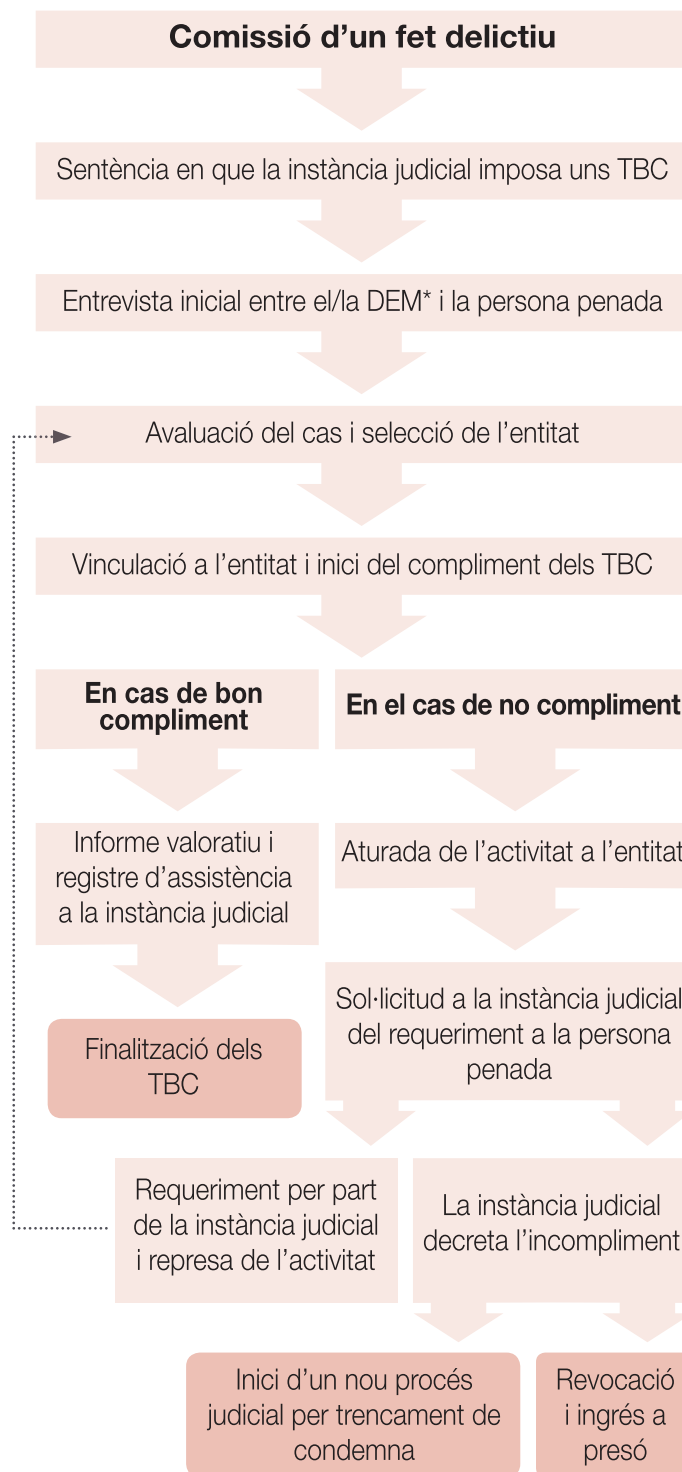 Comissió d’un fet delictiu
Sentència en que la instància judicial imposa uns TBC
Entrevista inicial entre el/la DEM* i la persona penada
Avaluació del cas i selecció de l’entitat
Vinculació a l’entitat i inici del compliment dels TBC
En cas de bon
compliment
En el cas de no compliment
Informe valoratiu i
registre d’assistència
a la instància judicial
Aturada de l’activitat a l’entitat
Finalització dels
TBC
Sol·licitud a la instància judicial
del requeriment a la persona
penada
Requeriment per part
de la instància judicial
i represa de l’activitat
La instància judicial
decreta l’incompliment
Inici d’un nou procés
judicial per trencament de
condemna
Revocació
i ingrés a
presó